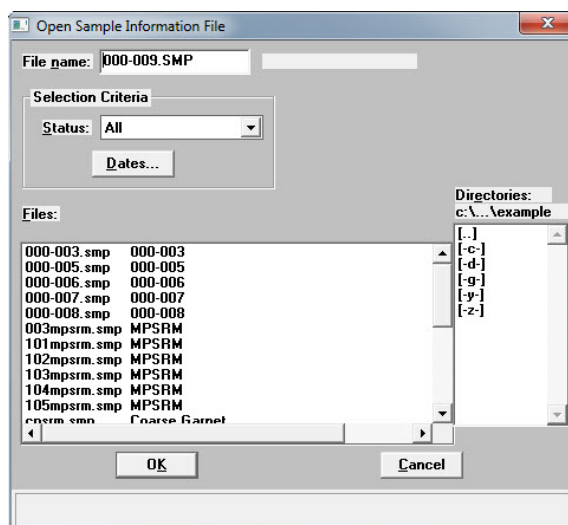 Open Sample Information File
File name: 000-009.SMP
Selection Criteria
Status: All
Dates...
Directories:
c:\...\example
Files:
[..]
[-c-]
[-d-]
[-g-]
[-y-]
[-z-]
000-003.smp 000-003
000-005.smp 000-005
000-006.smp 000-006
000-007.smp 000-007
000-008.smp 000-008
003mpsrm.smp MPSRM
101mpsrm.smp MPSRM
102mpsrm.smp MPSRM
103mpsrm.smp MPSRM
104mpsrm.smp MPSRM
105mpsrm.smp MPSRM
cpsrm.smp Coarse Garnet
OK
Cancel